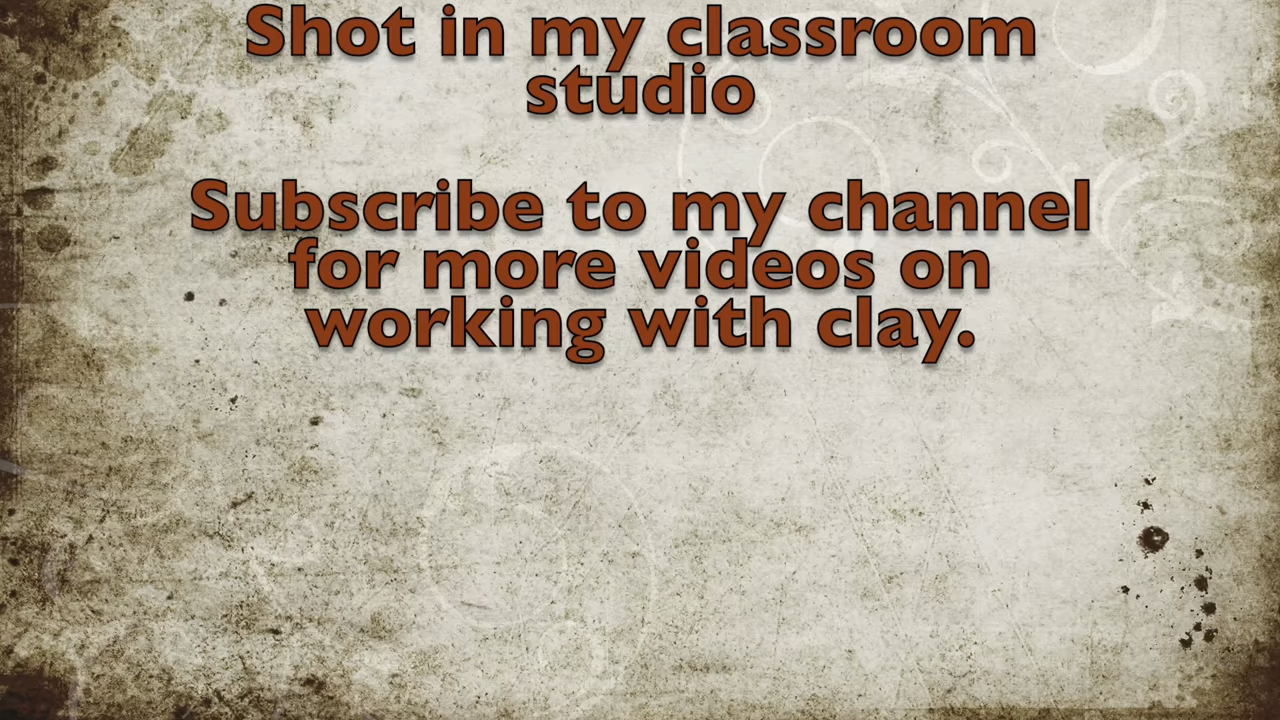 Shot in my classroom
studio
Subscribe to my channel
for more videos on
working with clay.